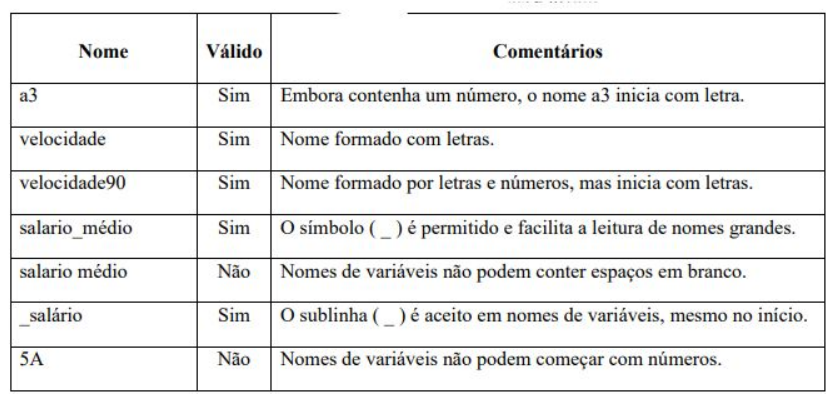 Nome Válido Comentários
a3 Sim Embora contenha um número, o nome a3 inicia com letra.
velocidade Sim Nome formado com letras.
velocidade90 Sim Nome formado por letras e números, mas inicia com letras.
salario_médio Sim O símbolo ( _ ) é permitido e facilita a leitura de nomes grandes.
salario médio Não Nomes de variáveis não podem conter espaços em branco.
_salário Sim O sublinha ( _ ) é aceito em nomes de variáveis, mesmo no início.
5A Não Nomes de variáveis não podem começar com números.